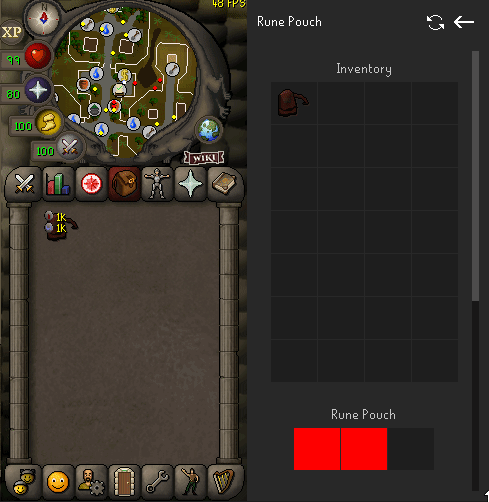 48 FPS
XP
99
80
100
100
WIKI
1K
1K
Rune Pouch
Inventory
Rune Pouch